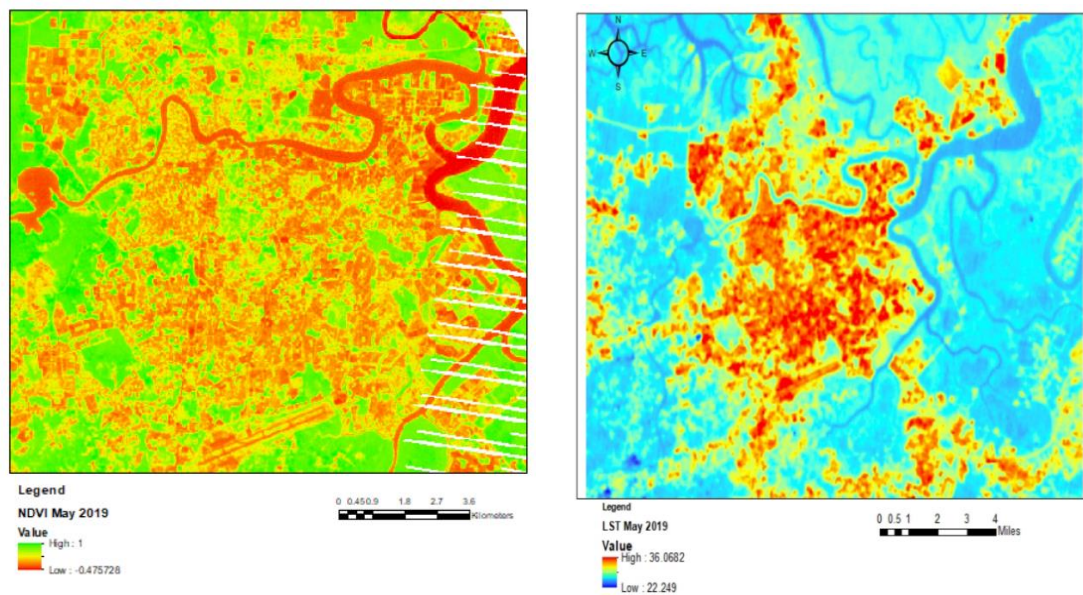 Legend
NDVI May 2019
Value
High : 1
Low : -0.475728
0 0.450.9 1.8 2.7 3.6
Kilometers
N
W E
S
Legend
LST May 2019
Value
High : 36.0682
Low : 22.249
0 0.5 1 2 3 4
Miles